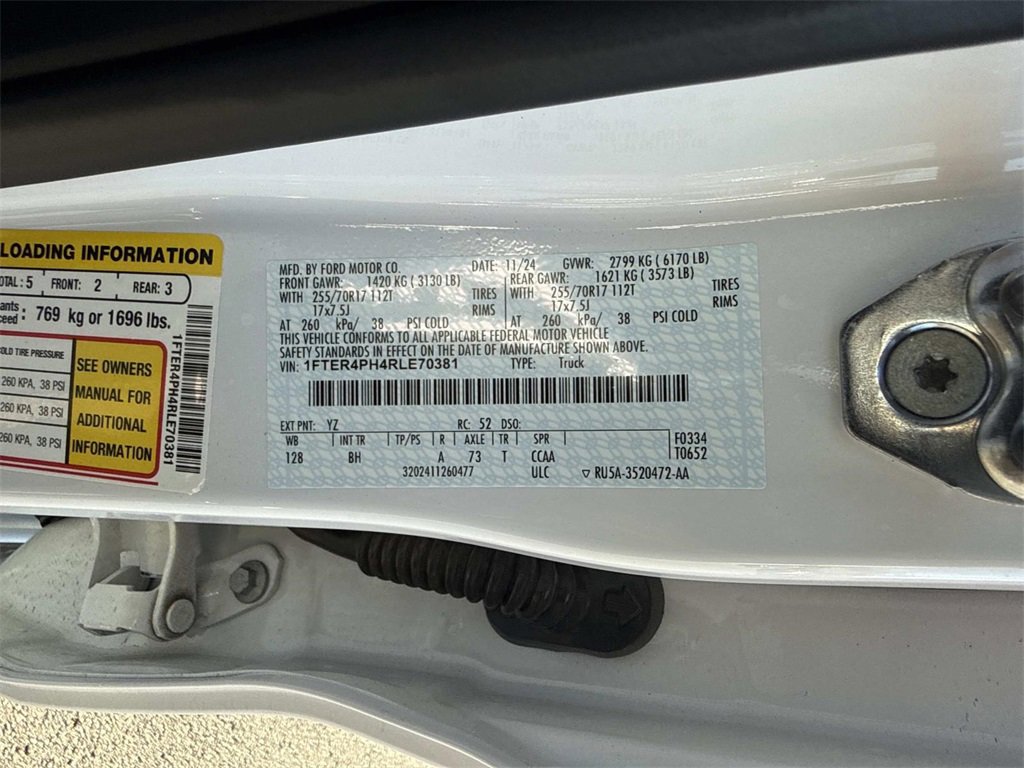 LOADING INFORMATION
OTAL: 5 FRONT: 2 REAR: 3
ants
ceed: 769 kg or 1696 lbs.
OLD TIRE PRESSURE
260 KPA, 38 PSI
260 KPA, 38 PSI
260 KPA, 38 PSI
SEE OWNERS
MANUAL FOR
ADDITIONAL
INFORMATION
1FTER4PH4RLE70381
MFD. BY FORD MOTOR CO. DATE: 11/24 GVWR: 2799 KG (6170 LB)
FRONT GAWR: 1420 KG (3130 LB) REAR GAWR: 1621 KG (3573 LB)
WITH 255/70R17 112T TIRES WITH 255/70R17 112T TIRES
17x7.5J RIMS 17x7.5J RIMS
AT 260 kPa/ 38 PSI COLD AT 260 kPa/ 38 PSI COLD
THIS VEHICLE CONFORMS TO ALL APPLICABLE FEDERAL MOTOR VEHICLE
SAFETY STANDARDS IN EFFECT ON THE DATE OF MANUFACTURE SHOWN ABOVE.
VIN: 1FTER4PH4RLE70381 TYPE: Truck
EXT PNT: YZ RC: 52 DSO:
WB INT TR TP/PS R AXLE TR SPR F0334
128 BH A 73 T CCAA T0652
3202411260477 ULC ▽ RU5A-3520472-AA